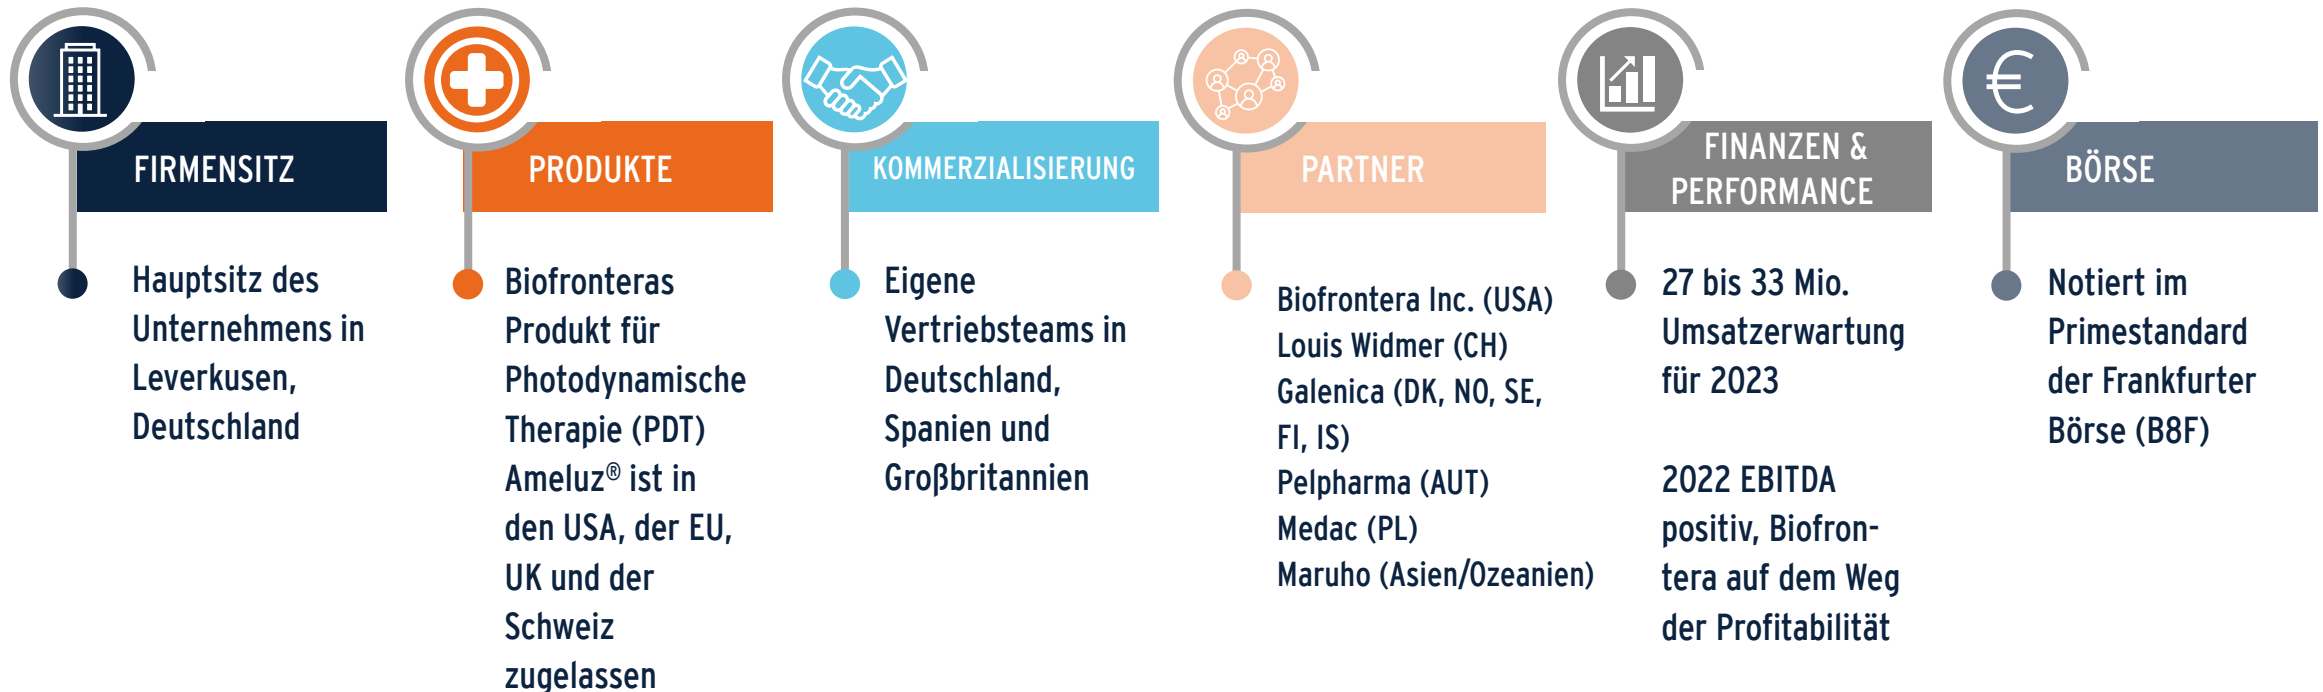 FIRMENSITZ
Hauptsitz des
Unternehmens in
Leverkusen,
Deutschland
PRODUKTE
Biofronteras
Produkt für
Photodynamische
Therapie (PDT)
Ameluz® ist in
den USA, der EU,
UK und der
Schweiz
zugelassen
KOMMERZIALISIERUNG
Eigene
Vertriebsteams in
Deutschland,
Spanien und
Großbritannien
PARTNER
Biofrontera Inc. (USA)
Louis Widmer (CH)
Galenica (DK, NO, SE,
FI, IS)
Pelpharma (AUT)
Medac (PL)
Maruho (Asien/Ozeanien)
FINANZEN &
PERFORMANCE
27 bis 33 Mio.
Umsatzerwartung
für 2023
2022 EBITDA
positiv, Biofron-
tera auf dem Weg
der Profitabilität
€
BÖRSE
Notiert im
Primestandard
der Frankfurter
Börse (B8F)